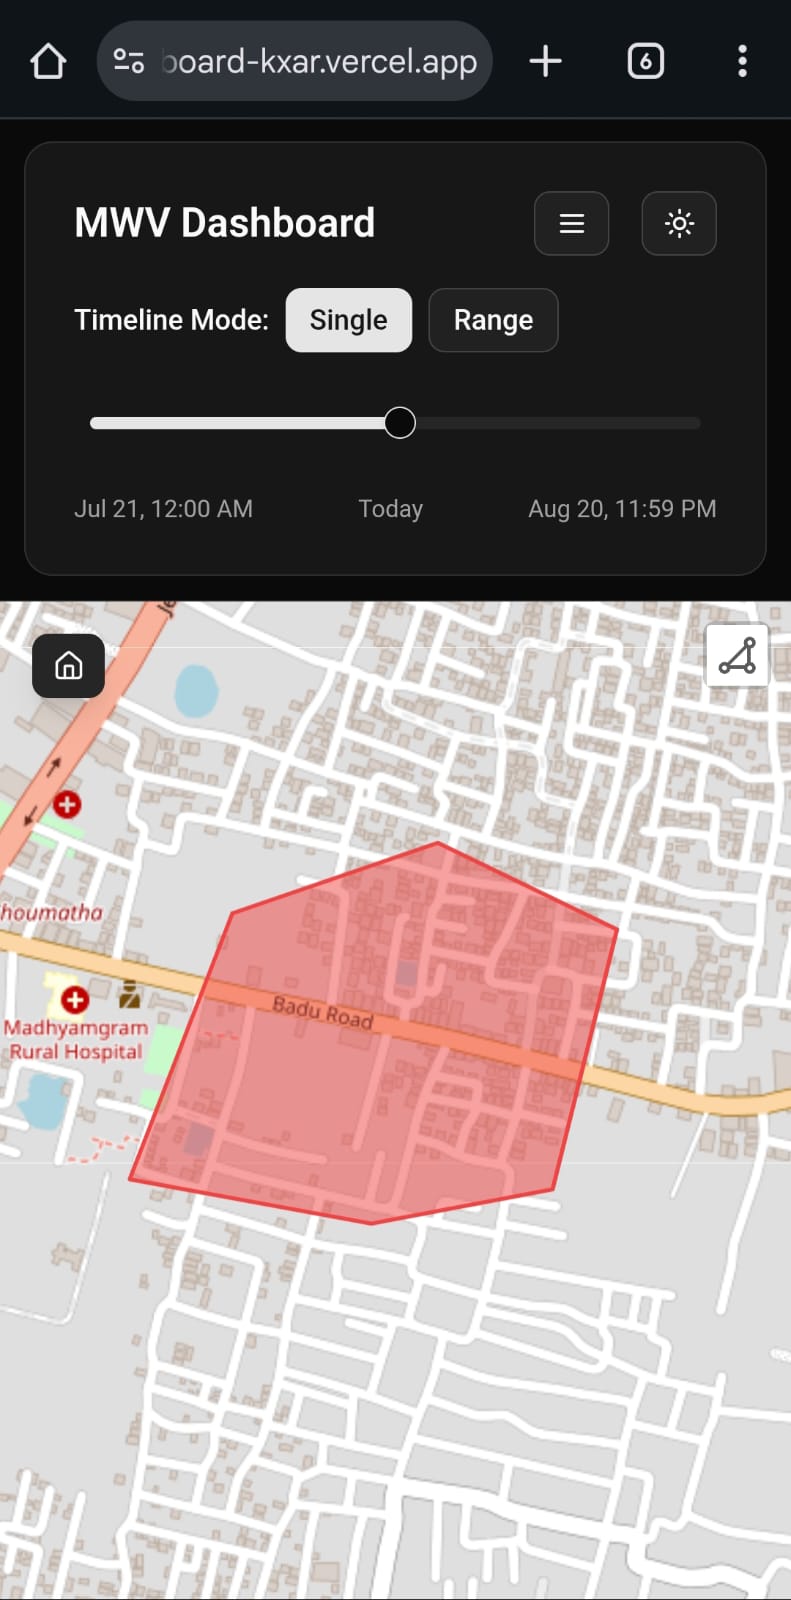 board-kxar.vercel.app
6
MWV Dashboard
Timeline Mode:
Single
Range
Jul 21, 12:00 AM
Today
Aug 20, 11:59 PM
houmatha
Badu Road
Madhyamgram
Rural Hospital